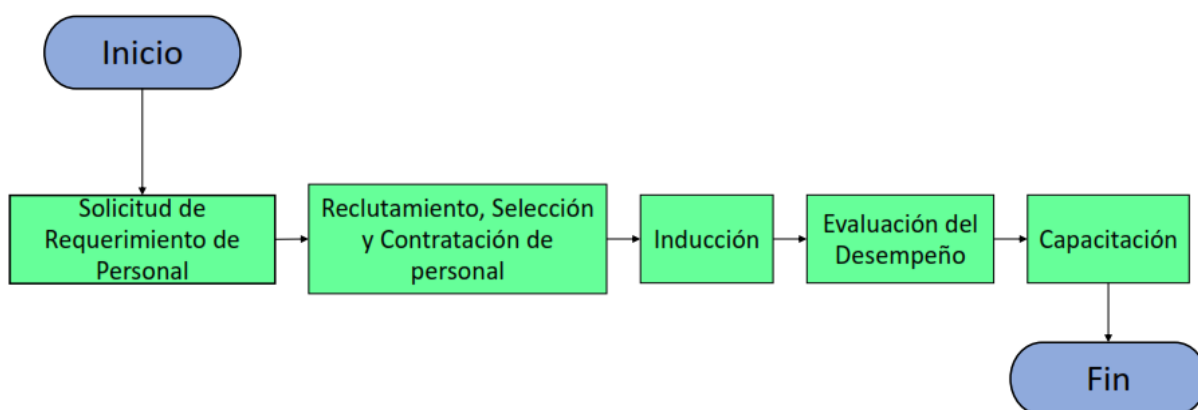 Inicio
Solicitud de
Requerimiento de
Personal
Reclutamiento, Selección
y Contratación de
personal
Inducción
Evaluación del
Desempeño
Capacitación
Fin